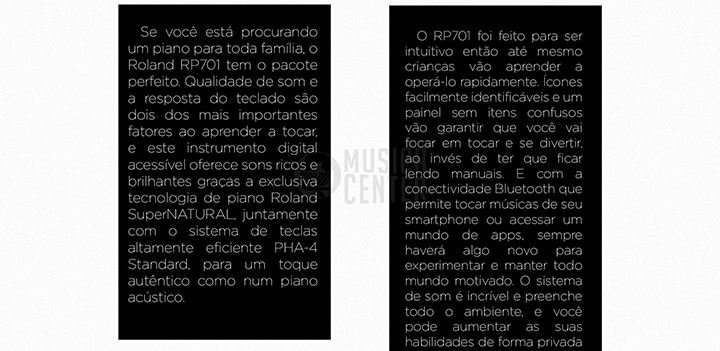 Se você está procurando
um piano para toda família, o
Roland RP701 tem o pacote
perfeito. Qualidade de som e
a resposta do teclado são
dois dos mais importantes
fatores ao aprender a tocar,
e este instrumento digital
acessível oferece sons ricos e
brilhantes graças a exclusiva
tecnologia de piano Roland
SuperNATURAL, juntamente
com o sistema de teclas
altamente eficiente PHA-4
Standard, para um toque
autêntico como num piano
acústico.
O RP701 foi feito para ser
intuitivo então até mesmo
crianças vão aprender a
operá-lo rapidamente. Ícones
facilmente identificáveis e um
painel sem itens confusos
vão garantir que você vai
focar em tocar e se divertir,
ao invés de ter que ficar
lendo manuais. E com a
conectividade Bluetooth que
permite tocar músicas de seu
smartphone ou acessar um
mundo de apps, sempre
haverá algo novo para
experimentar e manter todo
mundo motivado. O sistema
de som é incrível e preenche
todo o ambiente, e você
pode aumentar as suas
habilidades de forma privada
MUSICAL
CENTER